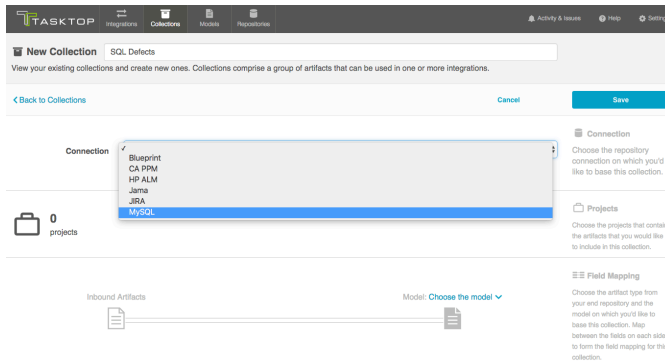 TASKTOP
Integrations
Collections
Models
Repositories
Activity & Issues
Help
New Collection
SQL Defects
View your existing collections and create new ones. Collections comprise a group of artifacts that can be used in one or more integrations.
Back to Collections
Cancel
Save
Connection
Blueprint
CA PPM
HP ALM
Jama
JIRA
MySQL
Connection
Choose the repository
connection on which you'd
like to base this collection.
0
projects
Projects
Choose the projects that contain
the artifacts that you would like
to include in this collection.
Inbound Artifacts
Model: Choose the model
Field Mapping
Choose the artifact type from
your end repository and the
model on which you'd like to
base this collection. Map
between the fields on each side
to form the field mapping for this
collection.